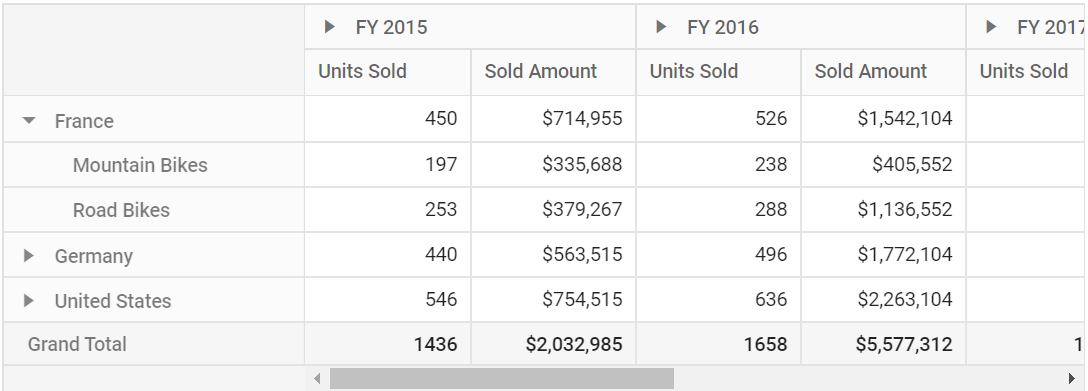 FY 2015 FY 2016 FY 2017
Units Sold Sold Amount Units Sold Sold Amount Units Sold
France 450 $714,955 526 $1,542,104
Mountain Bikes 197 $335,688 238 $405,552
Road Bikes 253 $379,267 288 $1,136,552
Germany 440 $563,515 496 $1,772,104
United States 546 $754,515 636 $2,263,104
Grand Total 1436 $2,032,985 1658 $5,577,312